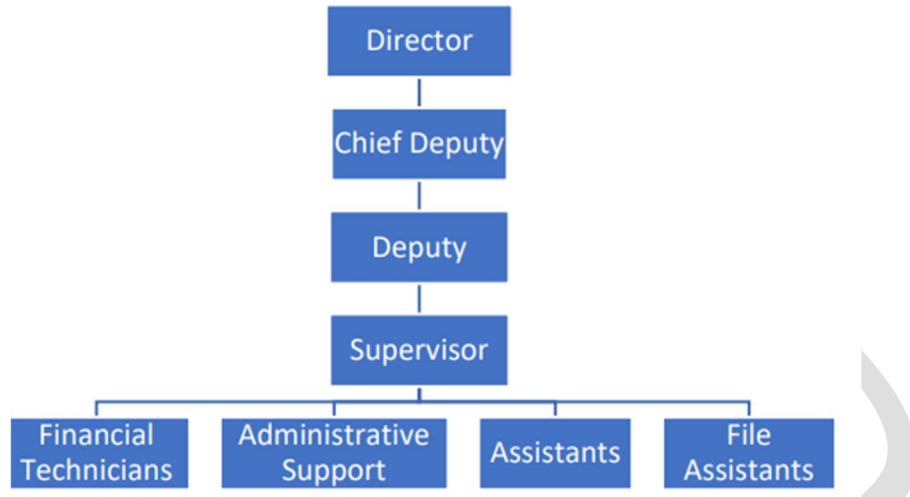 Director
Chief Deputy
Deputy
Supervisor
Financial
Technicians
Administrative
Support
Assistants
File
Assistants